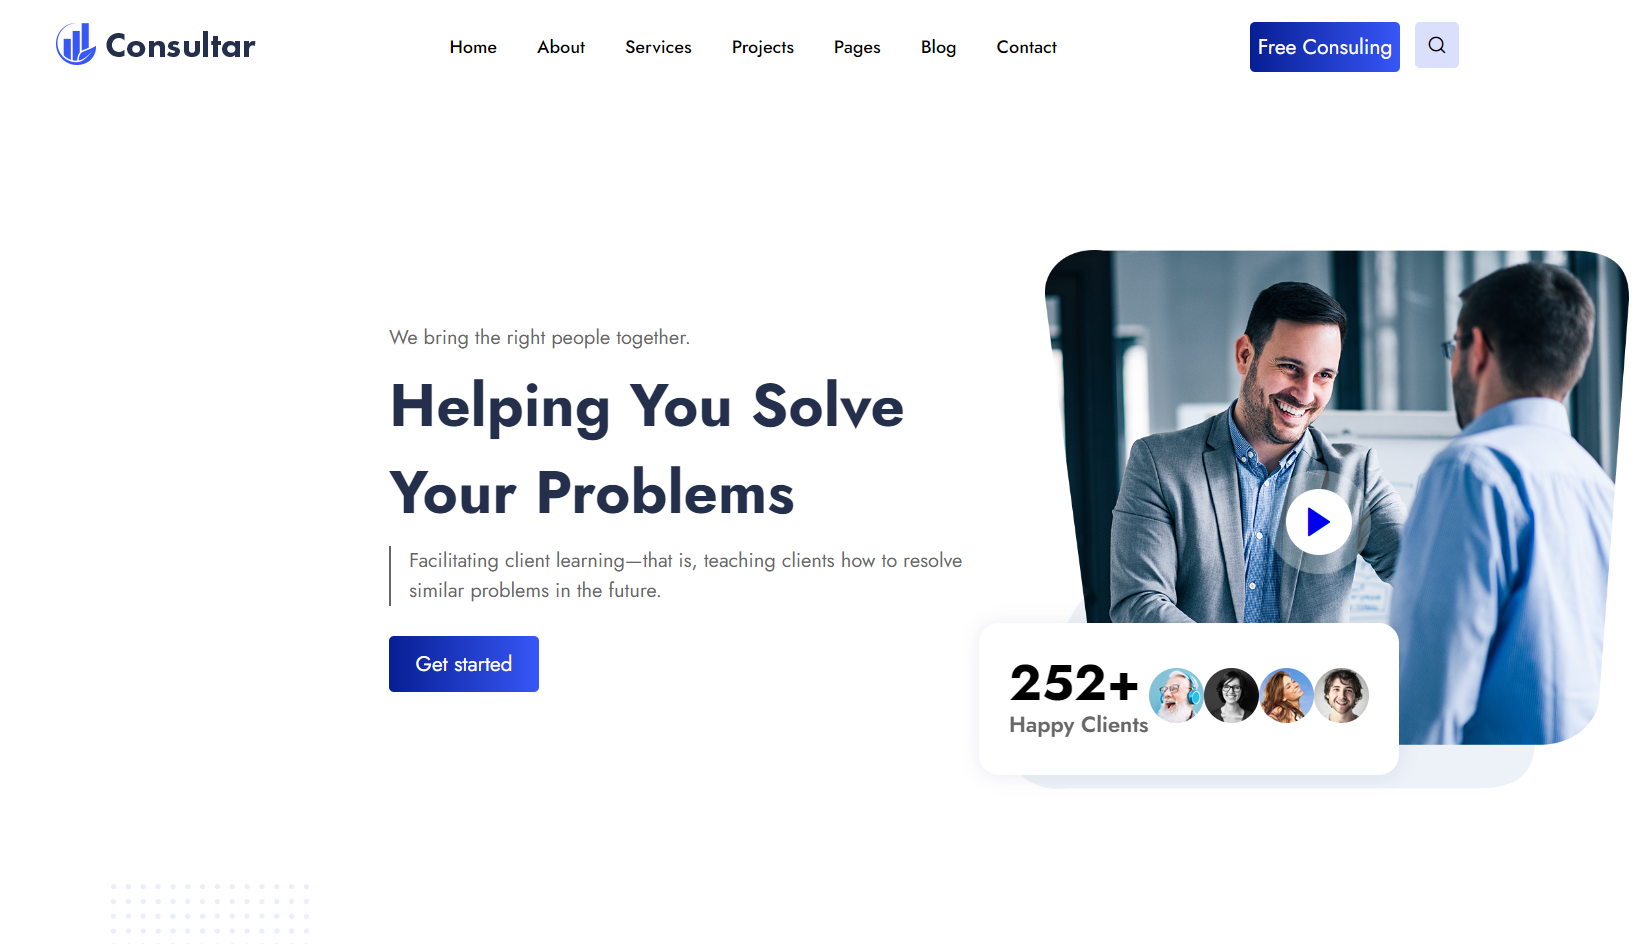 Consultar
Home About Services Projects Pages Blog Contact
Free Consuling
We bring the right people together.
Helping You Solve
Your Problems
Facilitating client learning—that is, teaching clients how to resolve
similar problems in the future.
Get started
252+
Happy Clients